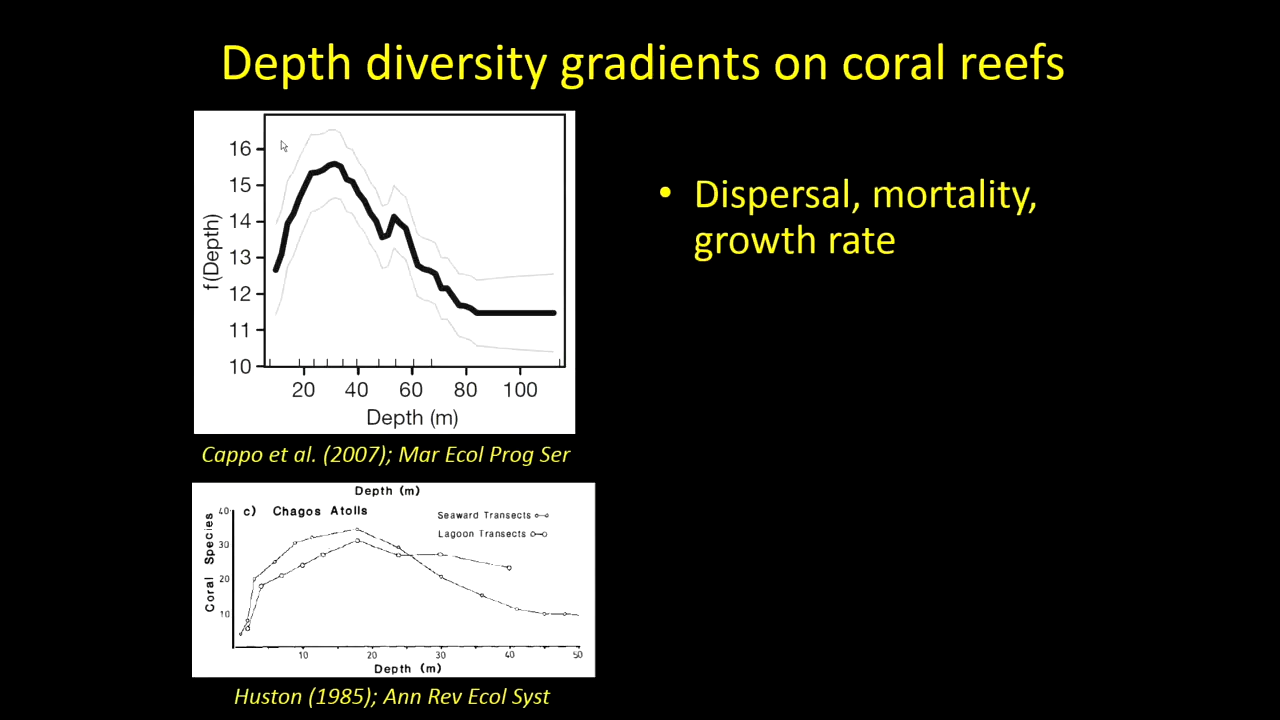 Depth diversity gradients on coral reefs
16
15
14
13
12
11
10
f(Depth)
20 40 60 80 100
Depth (m)
Cappo et al. (2007); Mar Ecol Prog Ser
• Dispersal, mortality,
growth rate
Depth (m)
c) Chagos Atolls
Seaward Transects
Lagoon Transects
40
30
20
10
Coral Species
10 20 30 40 50
Depth (m)
Huston (1985); Ann Rev Ecol Syst